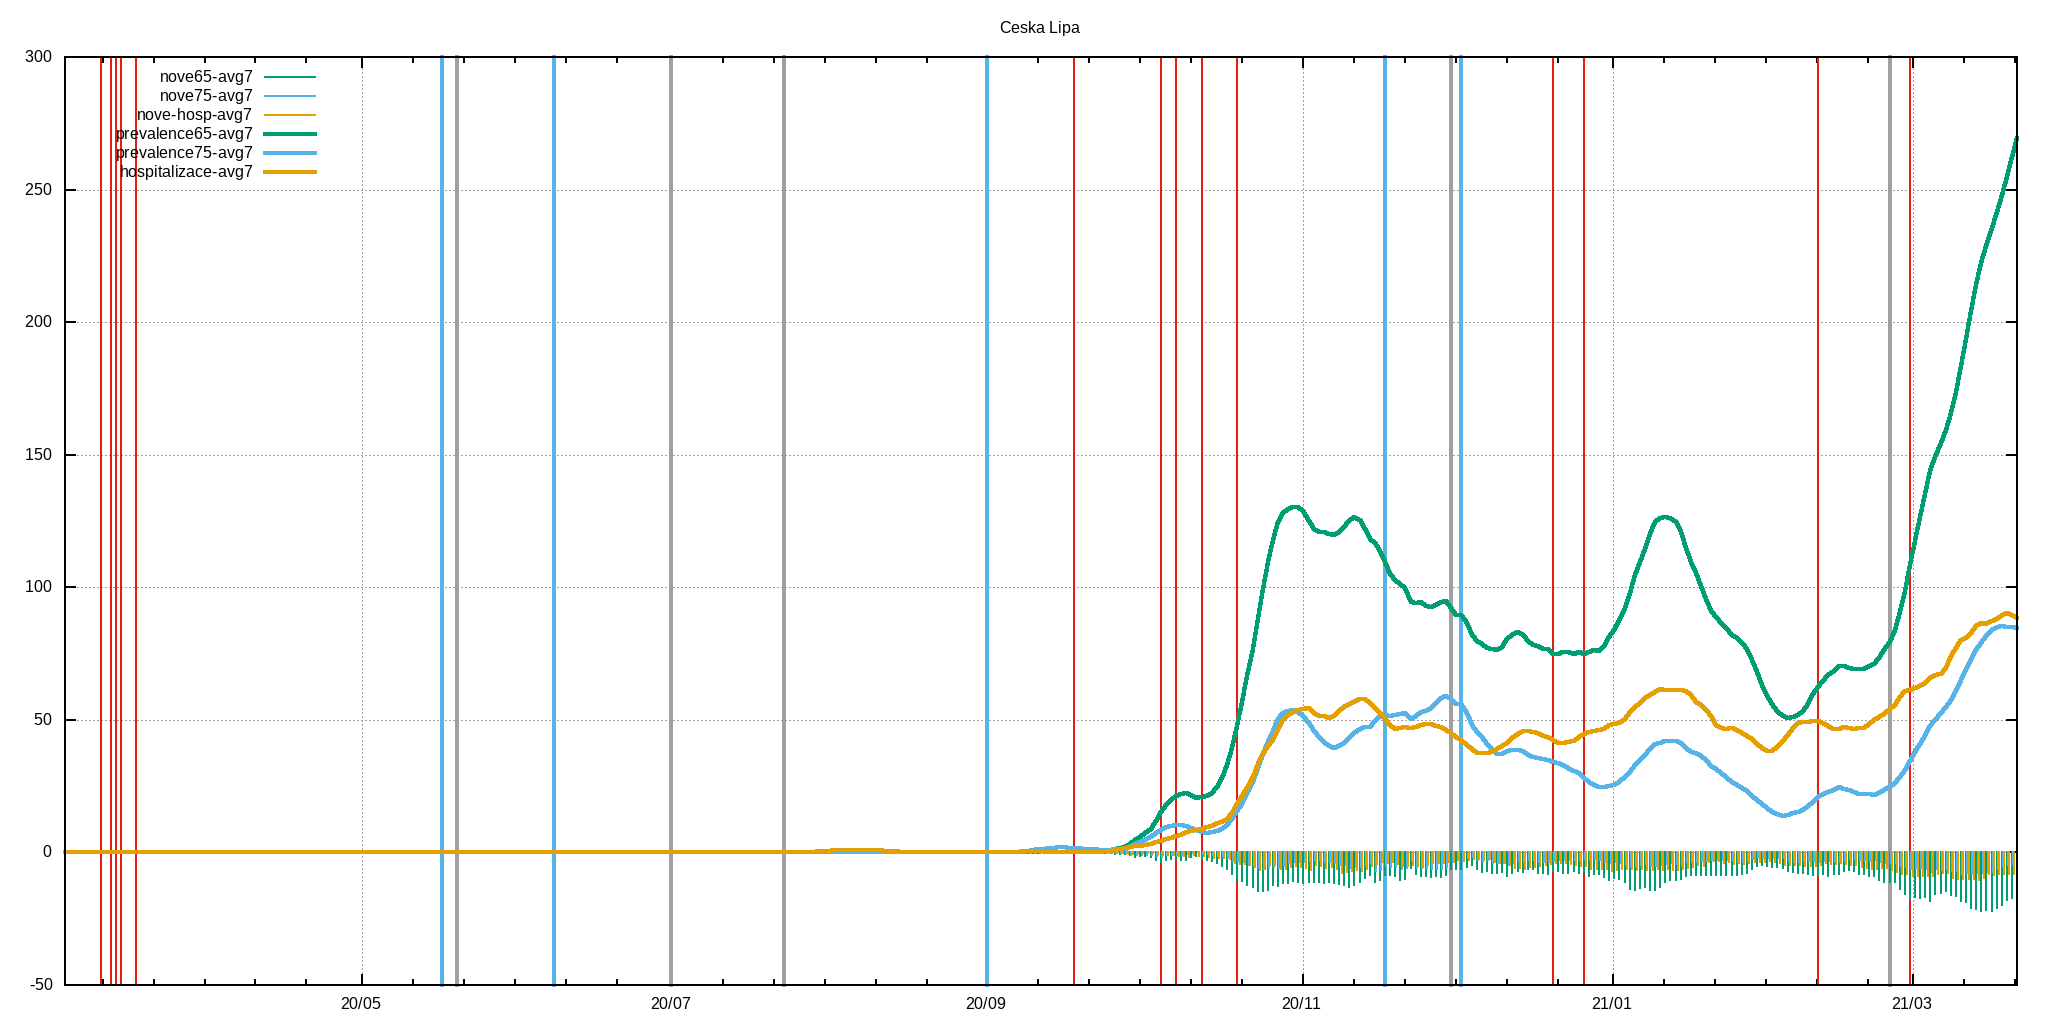 Ceska Lipa
300
nove65-avg7
nove75-avg7
nove-hosp-avg7
prevalence65-avg7
prevalence75-avg7
hospitalizace-avg7
250
200
150
100
50
0
-50
20/05
20/07
20/09
20/11
21/01
21/03